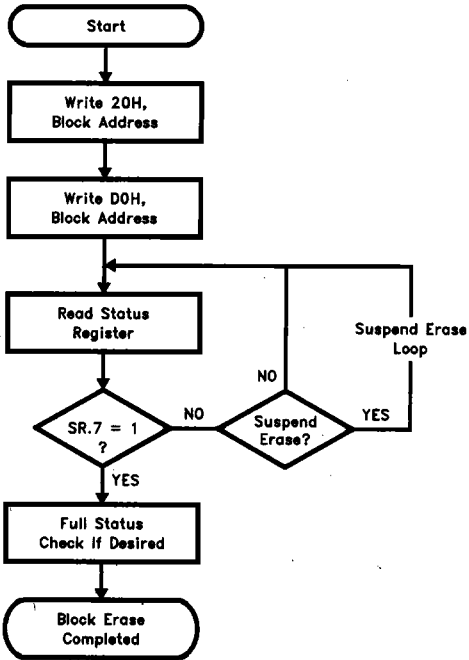 Start
Write 20H,
Block Address
Write D0H,
Block Address
Read Status
Register
Suspend Erase
Loop
NO
SR.7 = 1
?
NO
Suspend
Erase?
YES
YES
Full Status
Check if Desired
Block Erase
Completed